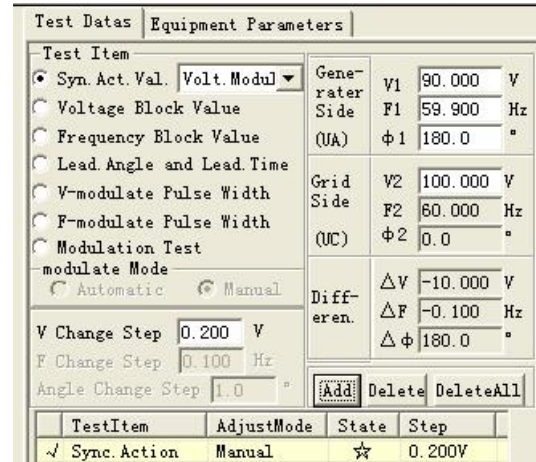 Test Datas Equipment Parameters
Test Item
Syn.Act.Val. Volt.Modul
Voltage Block Value
Frequency Block Value
Lead.Angle and Lead.Time
V-modulate Pulse Width
F-modulate Pulse Width
Modulation Test
modulate Mode
Automatic Manual
V Change Step 0.200 V
F Change Step 0.100 Hz
Angle Change Step 1.0 °
Gene-
rater
Side
(UA)
V1 90.000 V
F1 59.900 Hz
Φ1 180.0 °
Grid
Side
(UC)
V2 100.000 V
F2 60.000 Hz
Φ2 0.0 °
Diff-
eren.
△V -10.000 V
△F -0.100 Hz
△Φ 180.0 °
Add Delete DeleteAll
TestItem AdjustMode State Step
√ Sync.Action Manual ☆ 0.200V